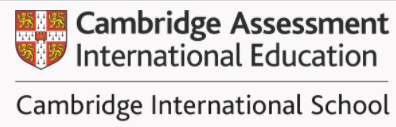 Cambridge Assessment
International Education
Cambridge International School